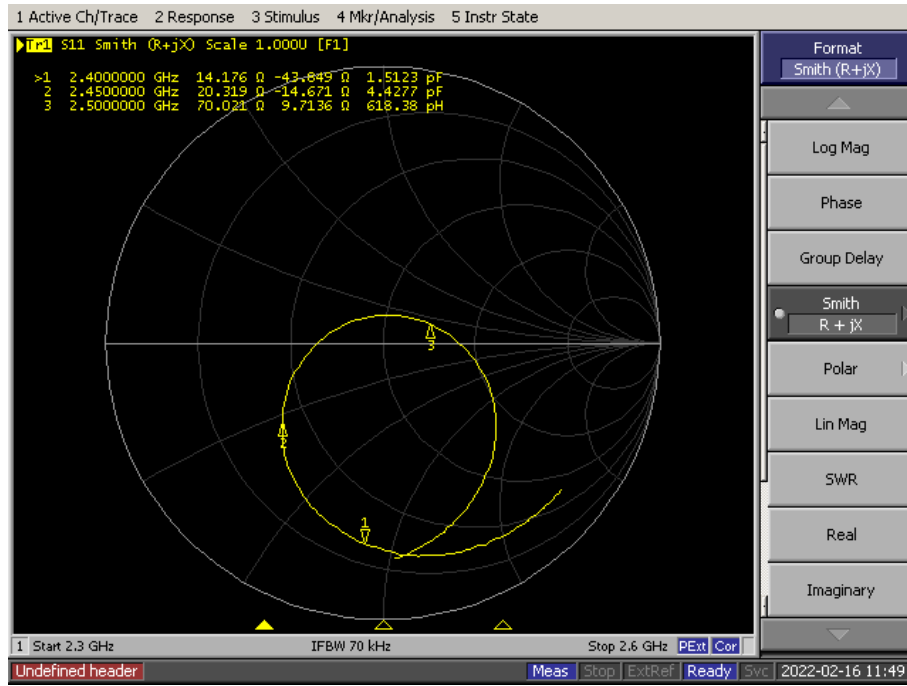 1 Active Ch/Trace 2 Response 3 Stimulus 4 Mkr/Analysis 5 Instr State
Tr1 S11 Smith (R+jX) Scale 1.000U [F1]
>1 2.4000000 GHz 14.176 Ω -43.849 Ω 1.5123 pF
2 2.4500000 GHz 20.319 Ω -14.671 Ω 4.4277 pF
3 2.5000000 GHz 70.021 Ω 9.7136 Ω 618.38 pH
3
2
1
1 Start 2.3 GHz IFBW 70 kHz Stop 2.6 GHz PExt Cor
Undefined header Meas Stop ExtRef Ready Svc 2022-02-16 11:49
Format
Smith (R+jX)
Log Mag
Phase
Group Delay
Smith
R + jX
Polar
Lin Mag
SWR
Real
Imaginary